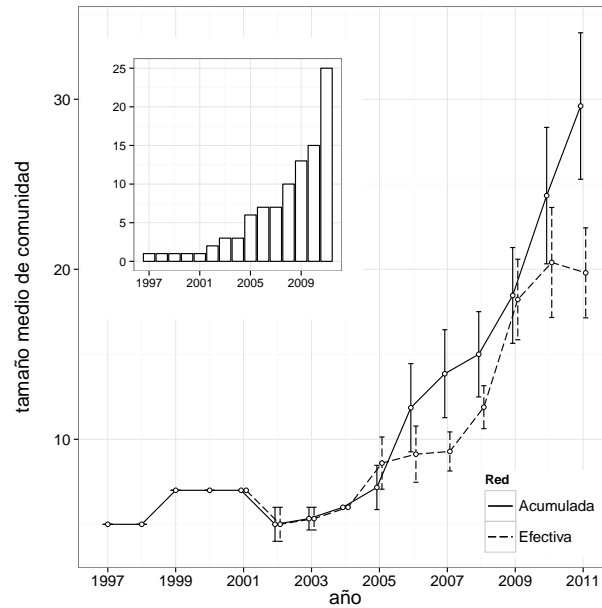 tamaño medio de comunidad
30
20
10
25
20
15
10
5
0
1997 2001 2005 2009
Red
Acumulada
Efectiva
1997 1999 2001 2003 2005 2007 2009 2011
año